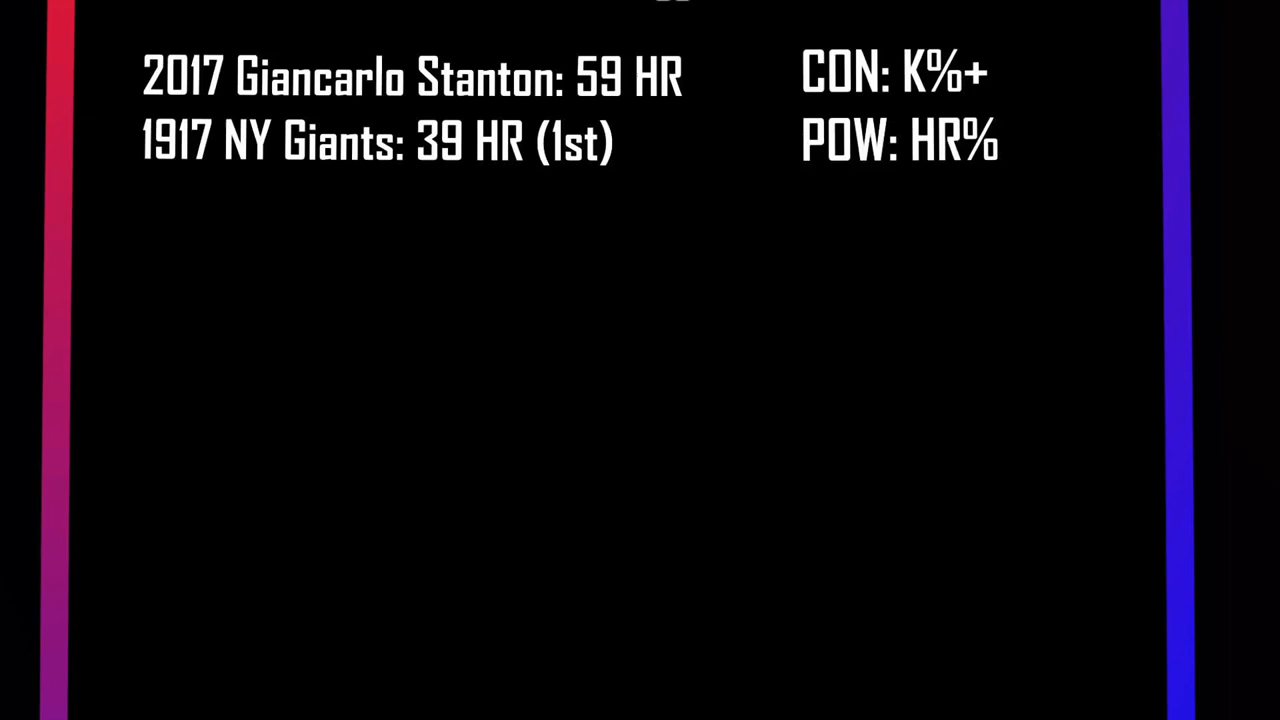 2017 Giancarlo Stanton: 59 HR
1917 NY Giants: 39 HR (1st)
CON: K%+
POW: HR%